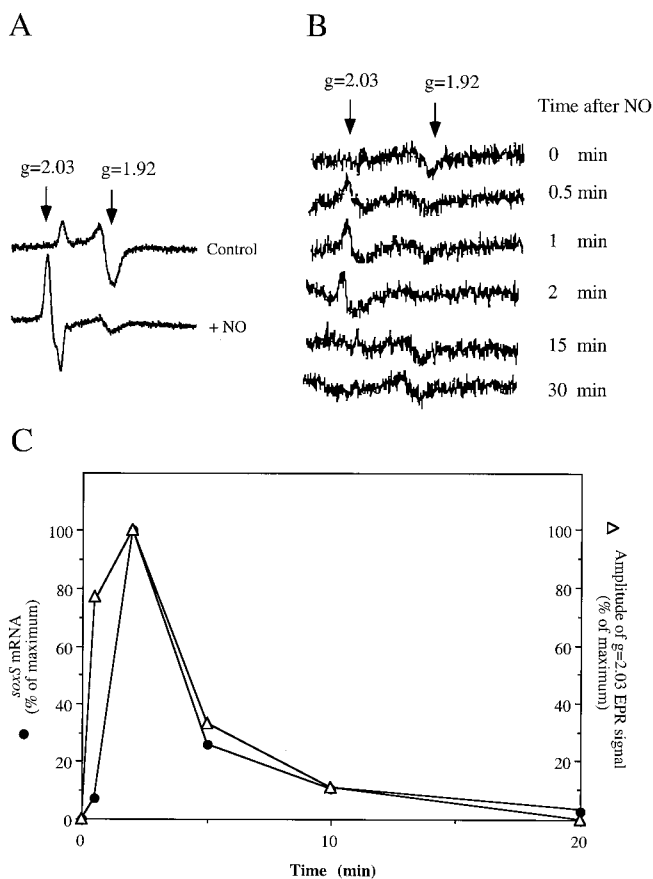 A
g=2.03
g=1.92
Control
+ NO
B
g=2.03
g=1.92
Time after NO
0 min
0.5 min
1 min
2 min
15 min
30 min
C
100
80
60
40
20
0
soxS mRNA
(% of maximum)
100
80
60
40
20
0
Amplitude of g=2.03 EPR signal
(% of maximum)
0
10
20
Time (min)